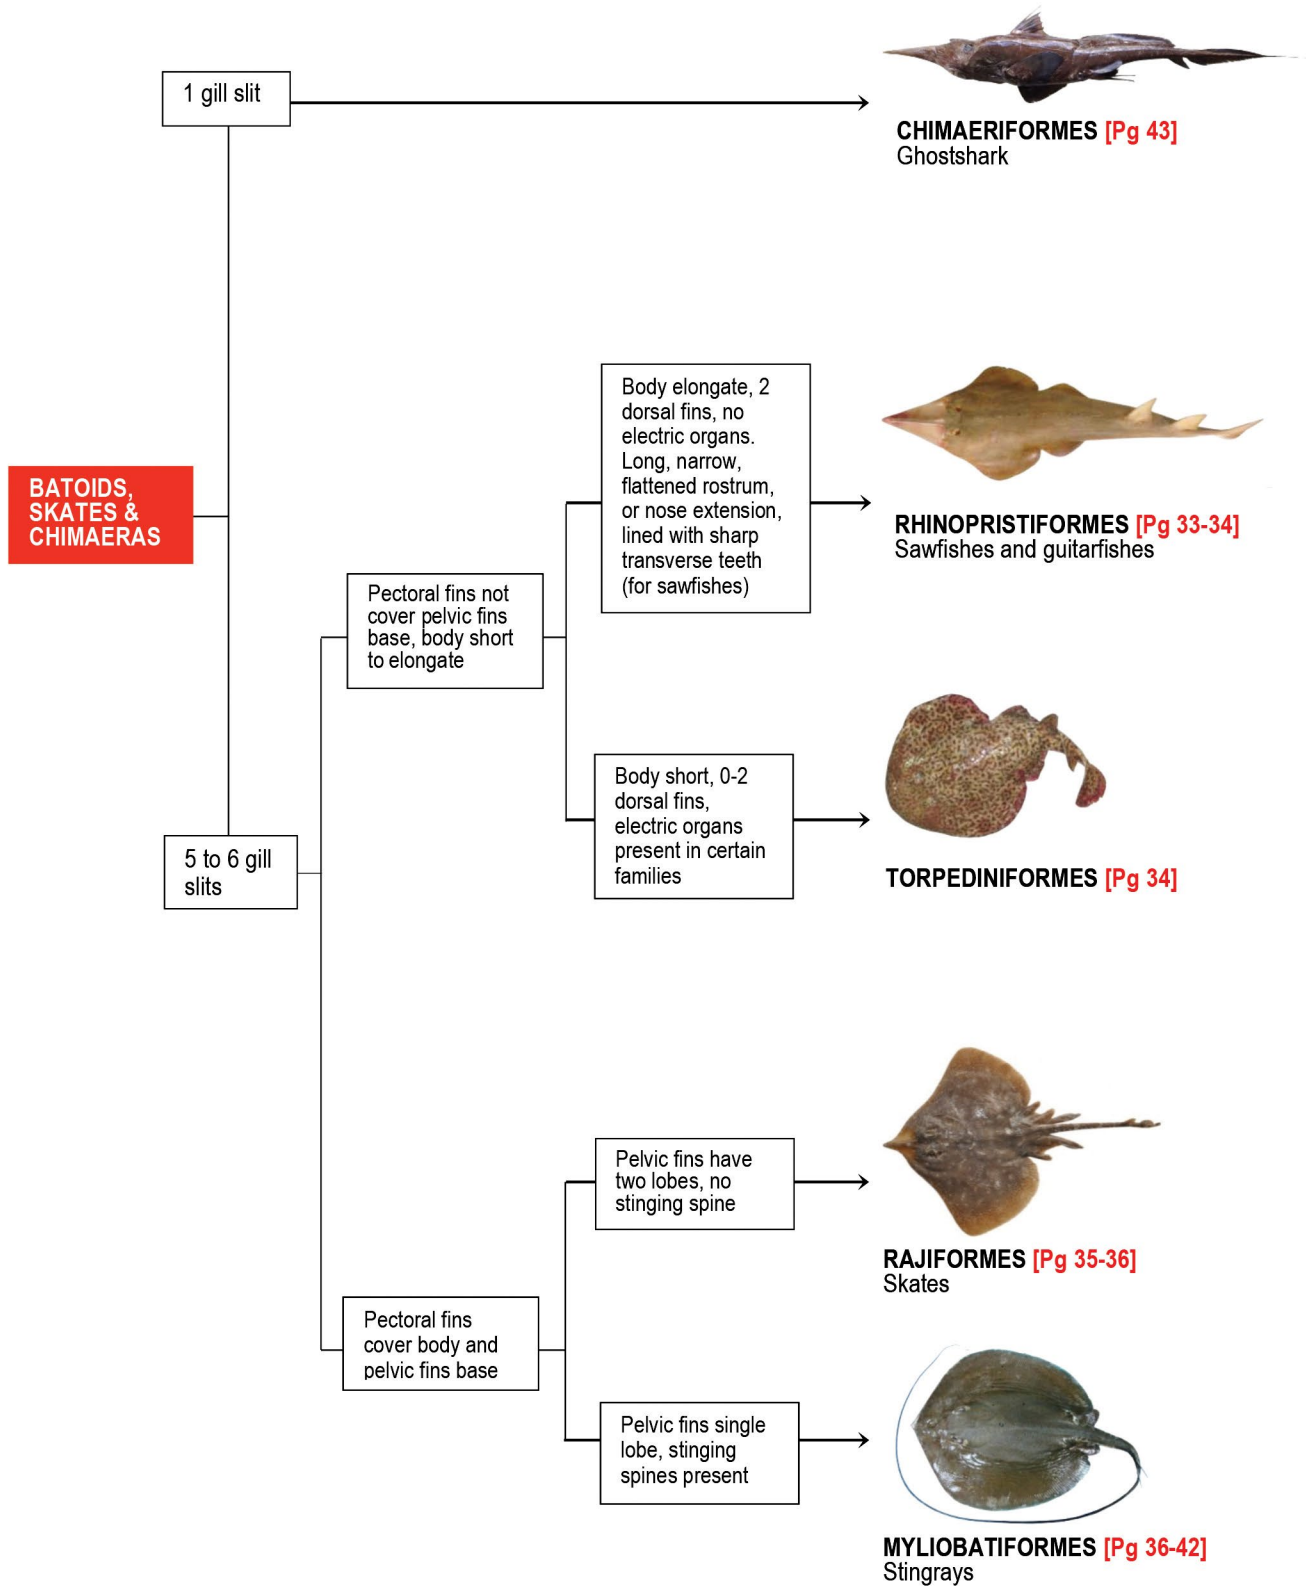 1 gill slit
CHIMAERIFORMES [Pg 43]
Ghostshark
Body elongate, 2
dorsal fins, no
electric organs.
Long, narrow,
flattened rostrum,
or nose extension,
lined with sharp
transverse teeth
(for sawfishes)
RHINOPRISTIFORMES [Pg 33-34]
Sawfishes and guitarfishes
BATOIDS,
SKATES &
CHIMAERAS
Pectoral fins not
cover pelvic fins
base, body short
to elongate
Body short, 0-2
dorsal fins,
electric organs
present in certain
families
TORPEDINIFORMES [Pg 34]
5 to 6 gill
slits
Pelvic fins have
two lobes, no
stinging spine
RAJIFORMES [Pg 35-36]
Skates
Pectoral fins
cover body and
pelvic fins base
Pelvic fins single
lobe, stinging
spines present
MYLIOBATIFORMES [Pg 36-42]
Stingrays